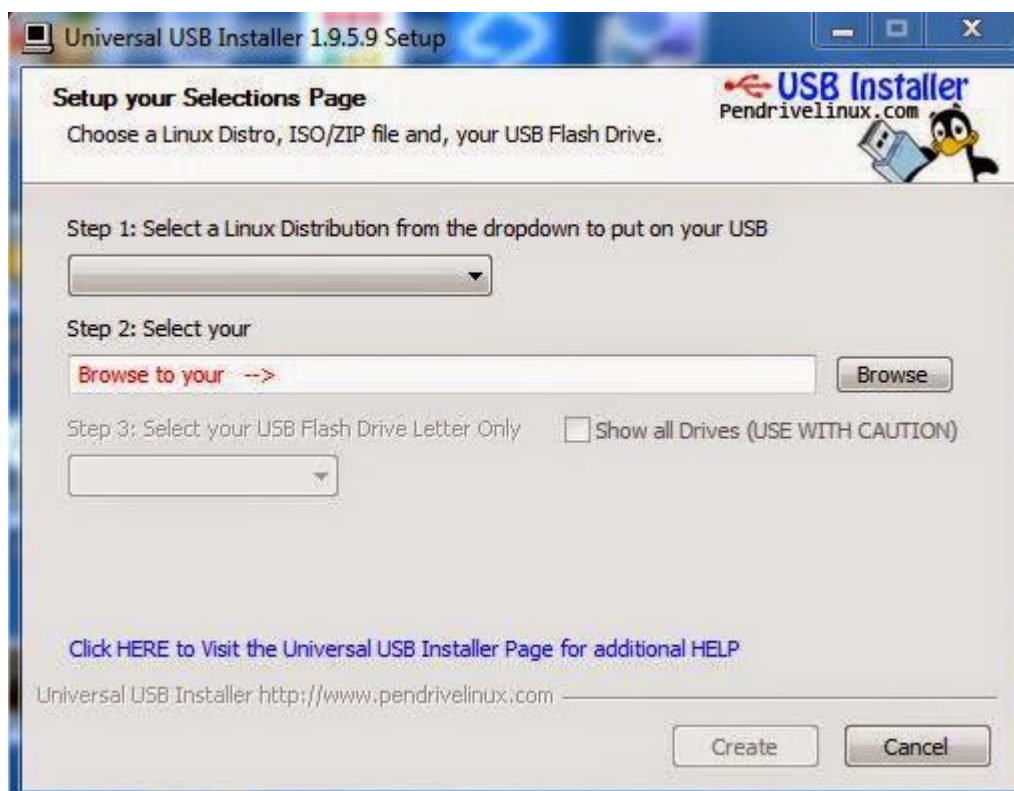 Universal USB Installer 1.9.5.9 Setup
Setup your Selections Page
Choose a Linux Distro, ISO/ZIP file and, your USB Flash Drive.
USB Installer
Pendrivelinux.com
Step 1: Select a Linux Distribution from the dropdown to put on your USB
Step 2: Select your
Browse to your -->
Browse
Step 3: Select your USB Flash Drive Letter Only
Show all Drives (USE WITH CAUTION)
Click HERE to Visit the Universal USB Installer Page for additional HELP
Universal USB Installer http://www.pendrivelinux.com
Create
Cancel